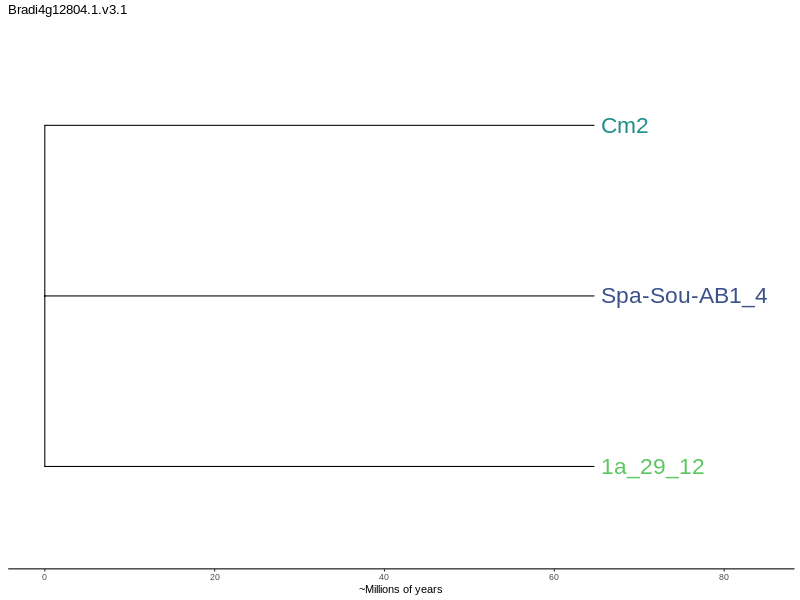 Bradi4g12804.1.v3.1
Cm2
Spa-Sou-AB1_4
1a_29_12
0 20 40 60 80
~Millions of years